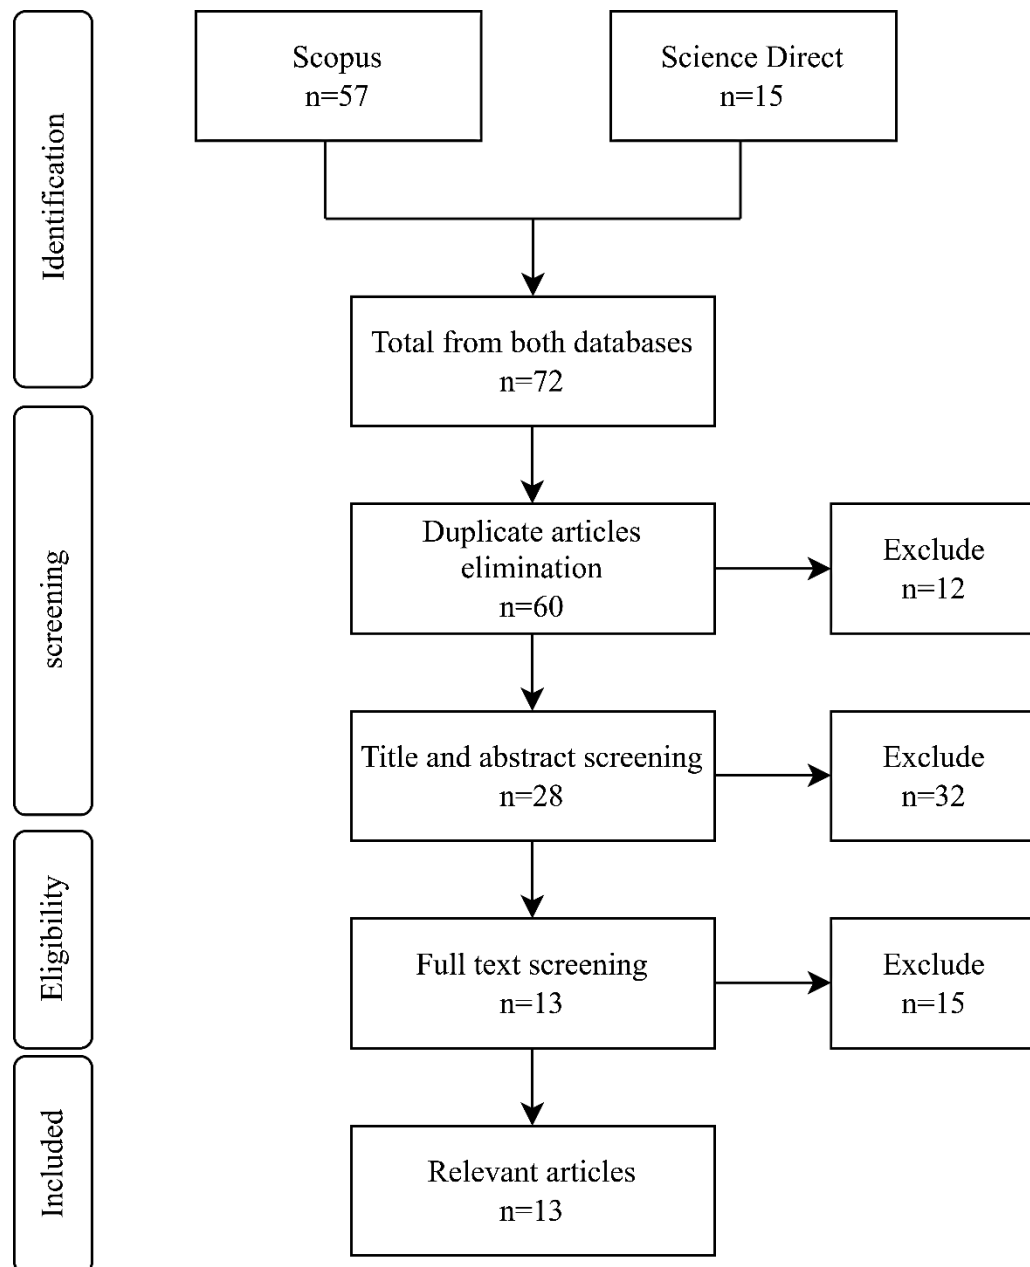 Identification
Scopus
n=57
Science Direct
n=15
Total from both databases
n=72
screening
Duplicate articles
elimination
n=60
Exclude
n=12
Title and abstract screening
n=28
Exclude
n=32
Eligibility
Full text screening
n=13
Exclude
n=15
Included
Relevant articles
n=13